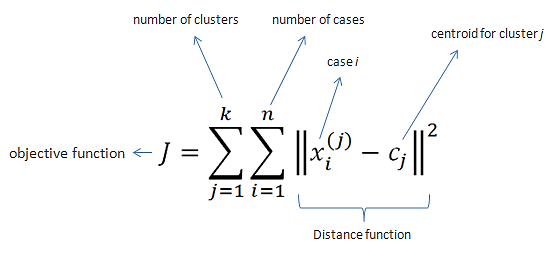 number of clusters number of cases centroid for cluster j
case i
objective function ← J = ∑_{j=1}^{k} ∑_{i=1}^{n} ‖x_i^{(j)} − c_j‖²
Distance function